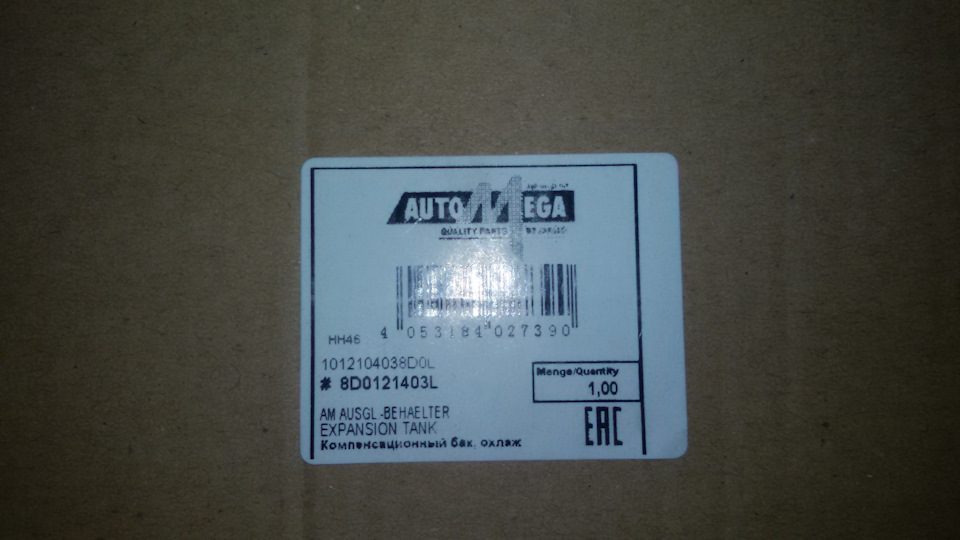 AUTOMEGA
QUALITY PARTS
4 053184 027390
HH46
1012104038D0L
# 8D0121403L
Menge/Quantity
1,00
AM AUSGL.-BEHAELTER
EXPANSION TANK
Компенсационный бак, охлаж
EAC